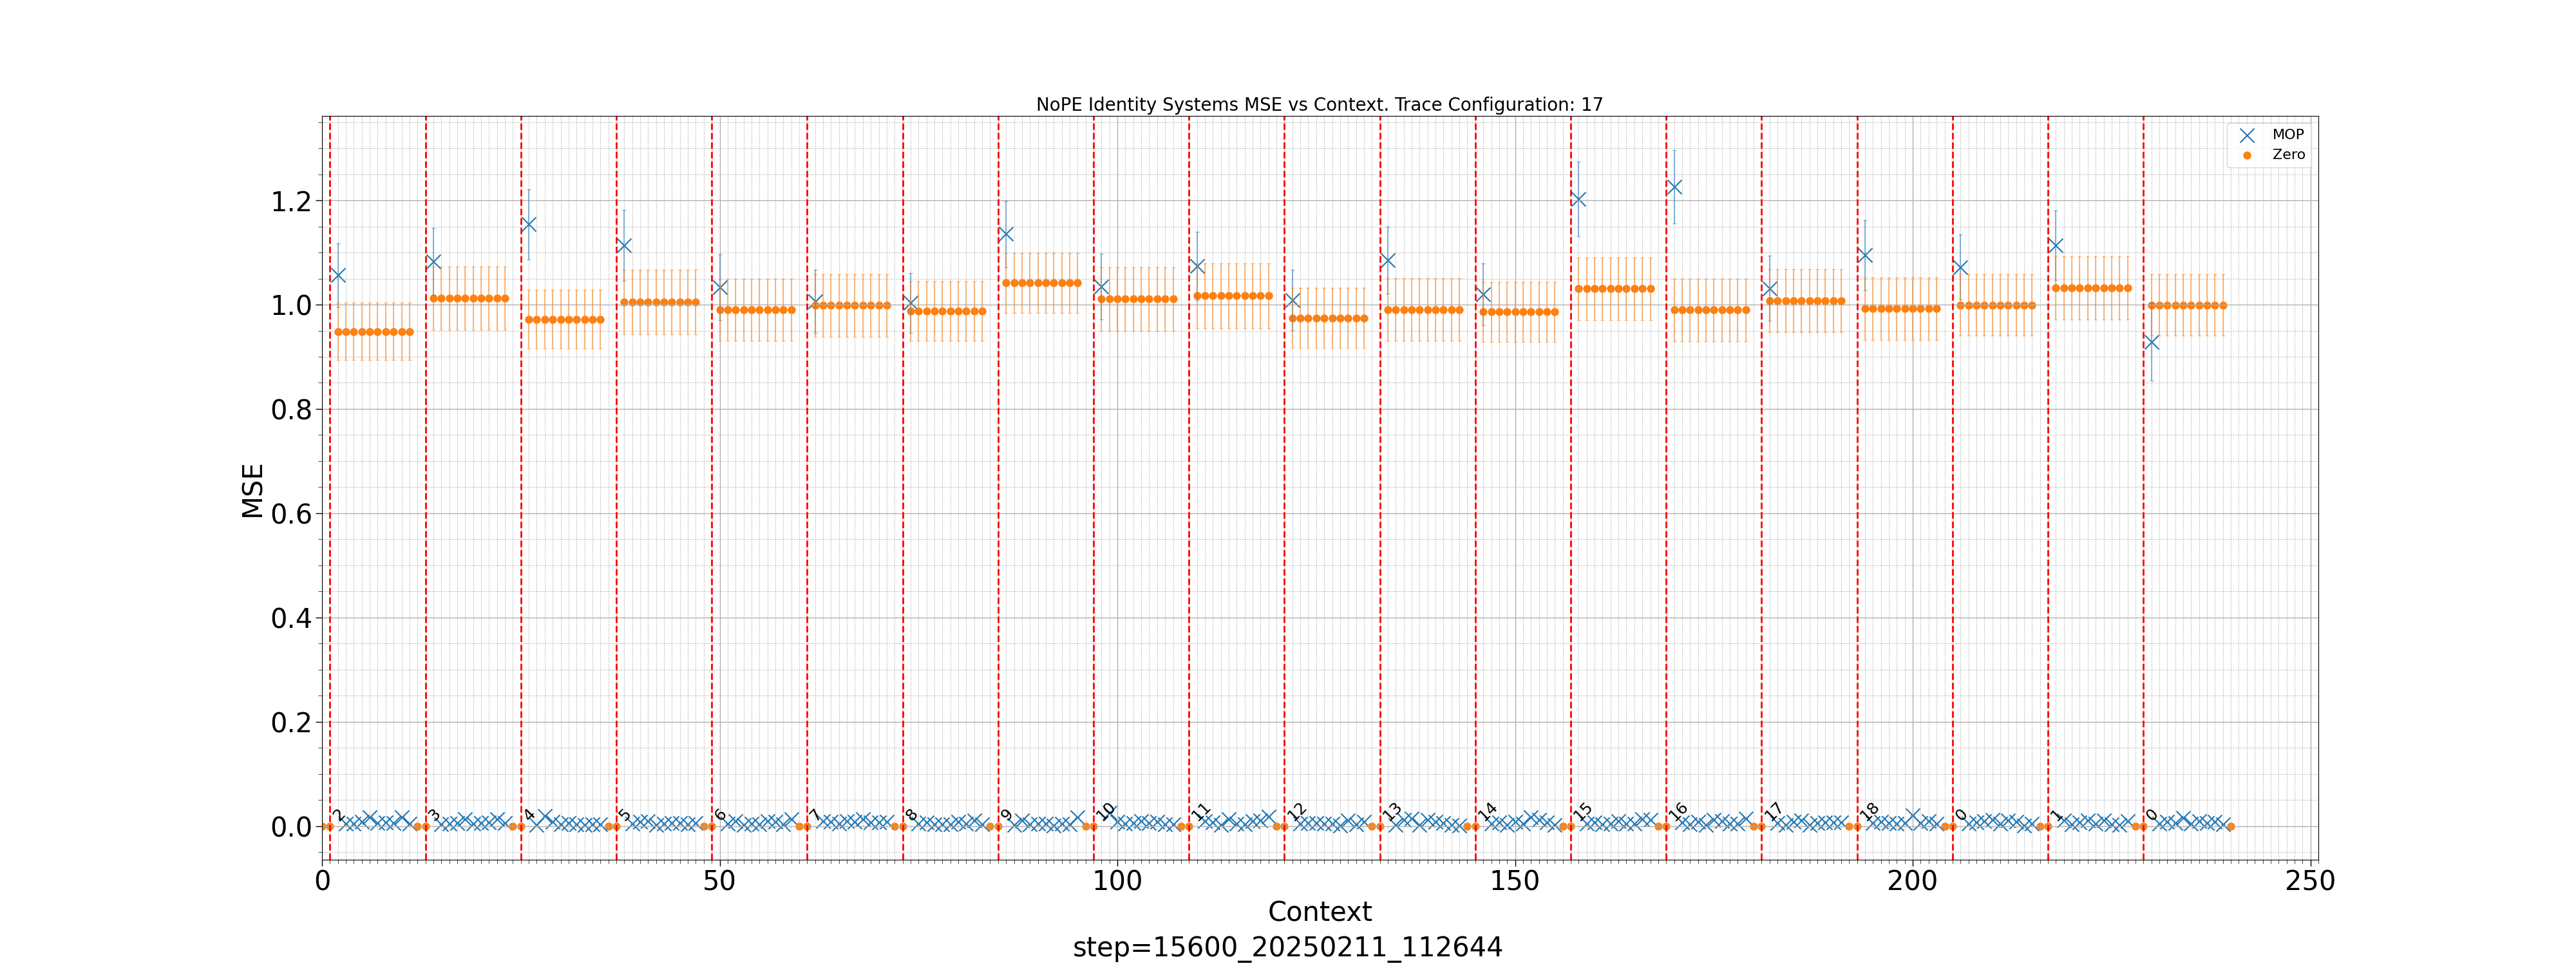 NoPE Identity Systems MSE vs Context. Trace Configuration: 17
MOP
Zero
MSE
1.2
1.0
0.8
0.6
0.4
0.2
0.0
2 3 4 5 6 7 8 9 10 11 12 13 14 15 16 17 18 0 1 0
0 50 100 150 200 250
Context
step=15600_20250211_112644